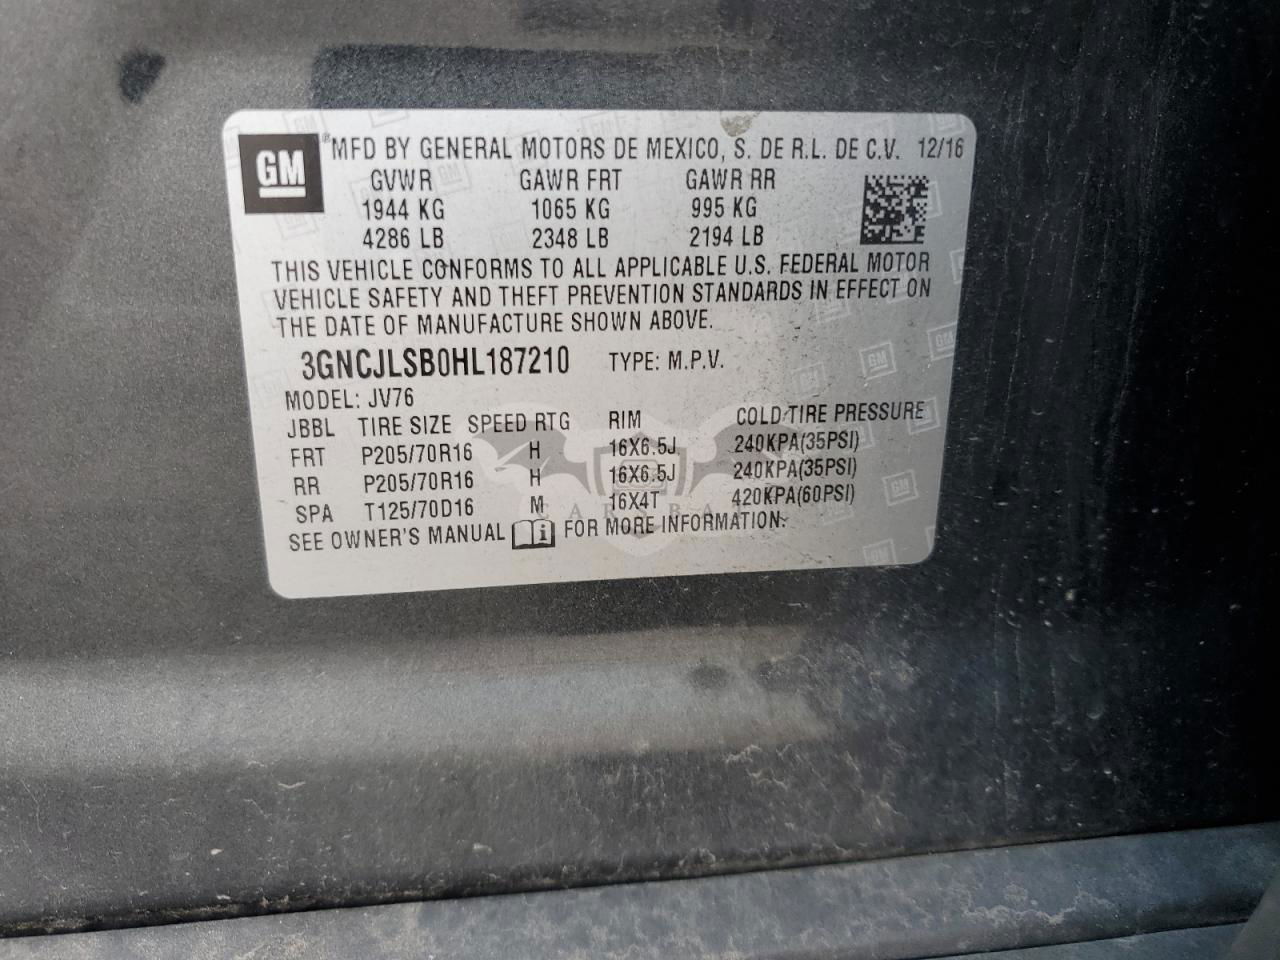 GM ® MFD BY GENERAL MOTORS DE MEXICO, S. DE R.L. DE C.V. 12/16
GVWR GAWR FRT GAWR RR
1944 KG 1065 KG 995 KG
4286 LB 2348 LB 2194 LB
THIS VEHICLE CONFORMS TO ALL APPLICABLE U.S. FEDERAL MOTOR
VEHICLE SAFETY AND THEFT PREVENTION STANDARDS IN EFFECT ON
THE DATE OF MANUFACTURE SHOWN ABOVE.
3GNCJLSB0HL187210 TYPE: M.P.V.
MODEL: JV76
JBBL TIRE SIZE SPEED RTG RIM COLD TIRE PRESSURE
FRT P205/70R16 H 16X6.5J 240KPA(35PSI)
RR P205/70R16 H 16X6.5J 240KPA(35PSI)
SPA T125/70D16 M 16X4T 420KPA(60PSI)
CARSBAT
SEE OWNER'S MANUAL FOR MORE INFORMATION.